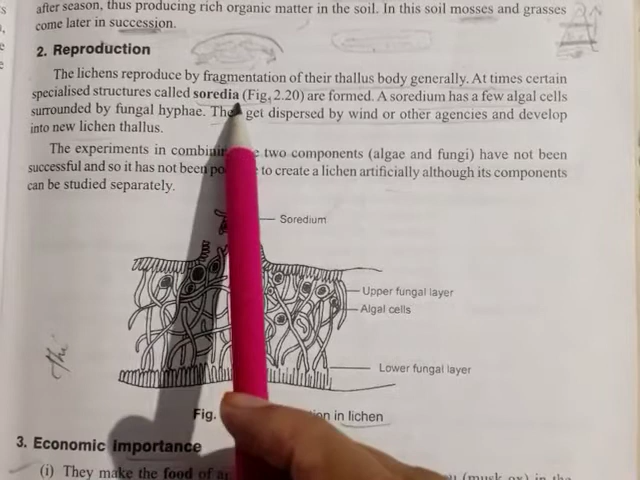 after season, thus producing rich organic matter in the soil. In this soil mosses and grasses
come later in succession.
2. Reproduction
The lichens reproduce by fragmentation of their thallus body generally. At times certain
specialised structures called soredia (Fig. 2.20) are formed. A soredium has a few algal cells
surrounded by fungal hyphae. The get dispersed by wind or other agencies and develop
into new lichen thallus.
The experiments in two components (algae and fungi) have not been
successful and so it has not been to create a lichen artificially although its components
can be studied separately.
Soredium
Upper fungal layer
Algal cells
Lower fungal layer
Fig. in lichen
3. Economic Importance
(i) They make the food of (musk ox) in the